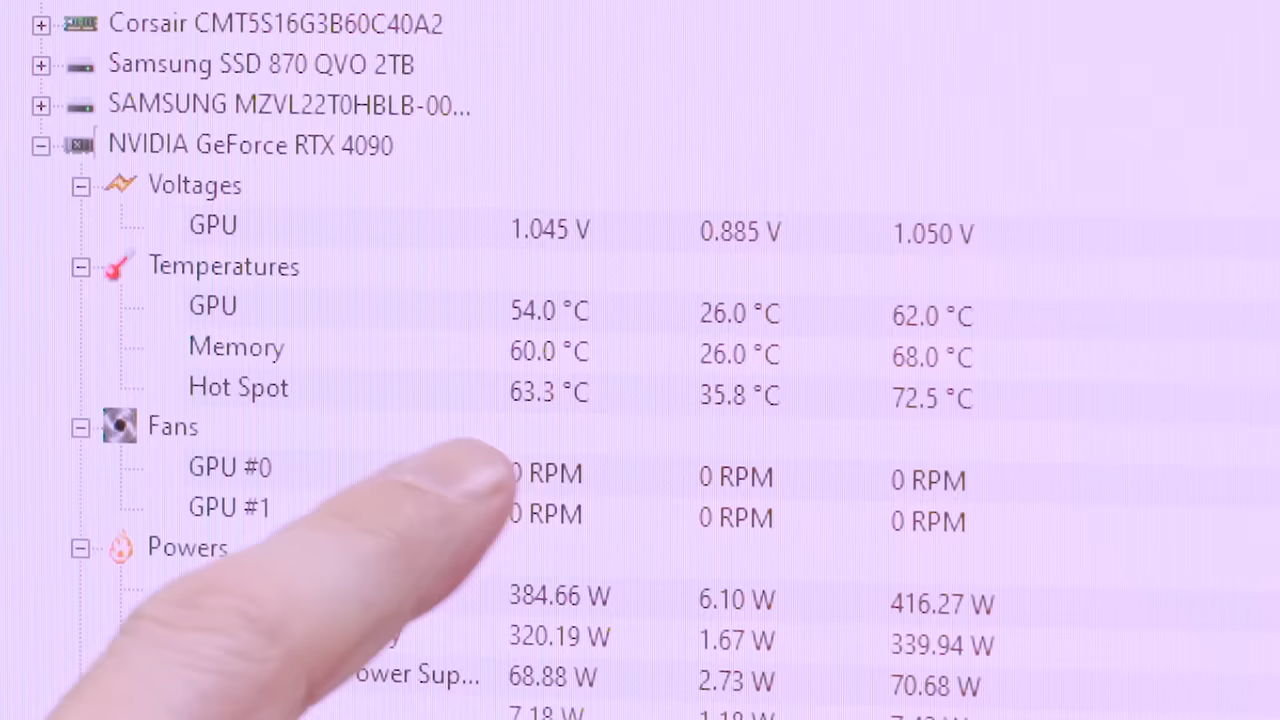 Corsair CMT5S16G3B60C40A2
Samsung SSD 870 QVO 2TB
SAMSUNG MZVL22T0HBLB-00...
NVIDIA GeForce RTX 4090
Voltages
GPU 1.045 V 0.885 V 1.050 V
Temperatures
GPU 54.0 °C 26.0 °C 62.0 °C
Memory 60.0 °C 26.0 °C 68.0 °C
Hot Spot 63.3 °C 35.8 °C 72.5 °C
Fans
GPU #0 0 RPM 0 RPM 0 RPM
GPU #1 0 RPM 0 RPM 0 RPM
Powers
384.66 W 6.10 W 416.27 W
320.19 W 1.67 W 339.94 W
ower Sup... 68.88 W 2.73 W 70.68 W